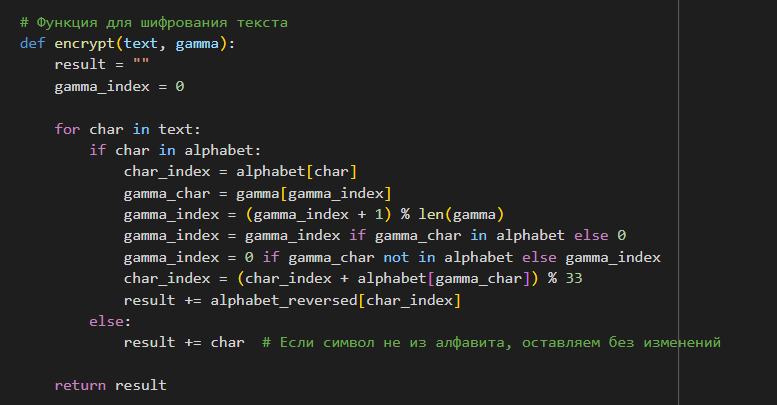 # Функция для шифрования текста
def encrypt(text, gamma):
    result = ""
    gamma_index = 0

    for char in text:
        if char in alphabet:
            char_index = alphabet[char]
            gamma_char = gamma[gamma_index]
            gamma_index = (gamma_index + 1) % len(gamma)
            gamma_index = gamma_index if gamma_char in alphabet else 0
            gamma_index = 0 if gamma_char not in alphabet else gamma_index
            char_index = (char_index + alphabet[gamma_char]) % 33
            result += alphabet_reversed[char_index]
        else:
            result += char  # Если символ не из алфавита, оставляем без изменений

    return result